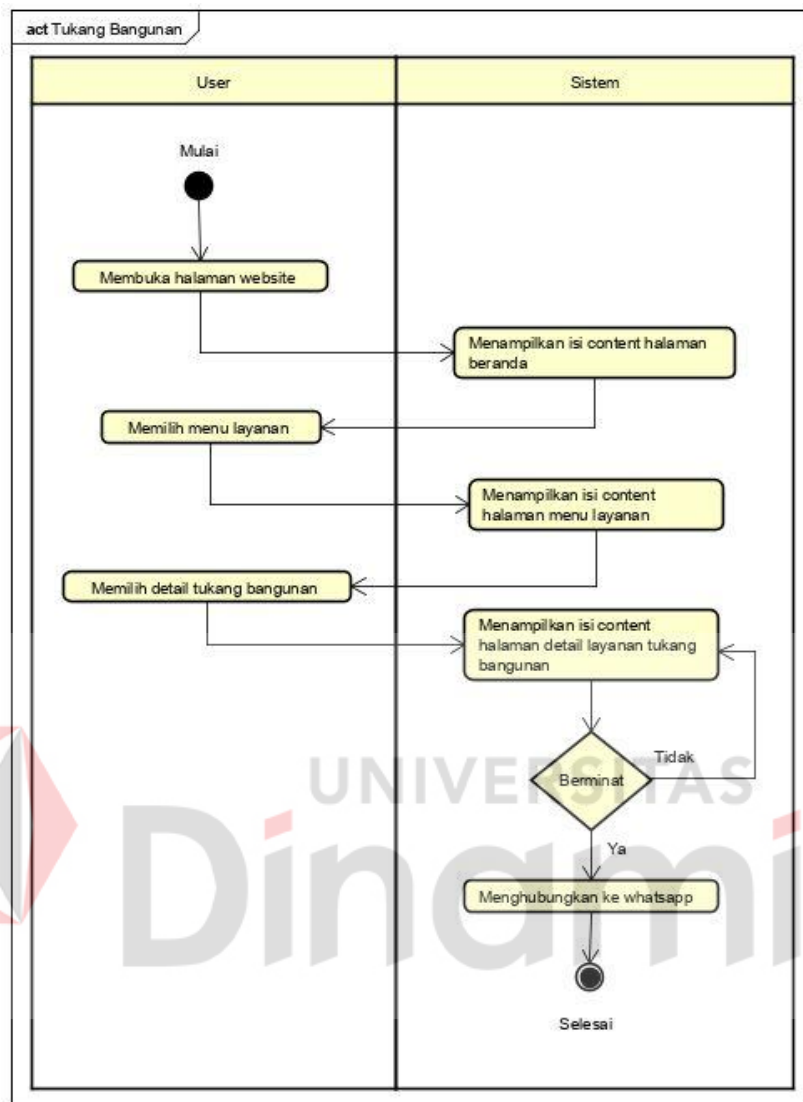 act Tukang Bangunan
User
Sistem
Mulai
Membuka halaman website
Menampilkan isi content halaman
beranda
Memilih menu layanan
Menampilkan isi content
halaman menu layanan
Memilih detail tukang bangunan
Menampilkan isi content
halaman detail layanan tukang
bangunan
Berminat
Tidak
Ya
Menghubungkan ke whatsapp
Selesai
UNIVERSITAS
Dinami